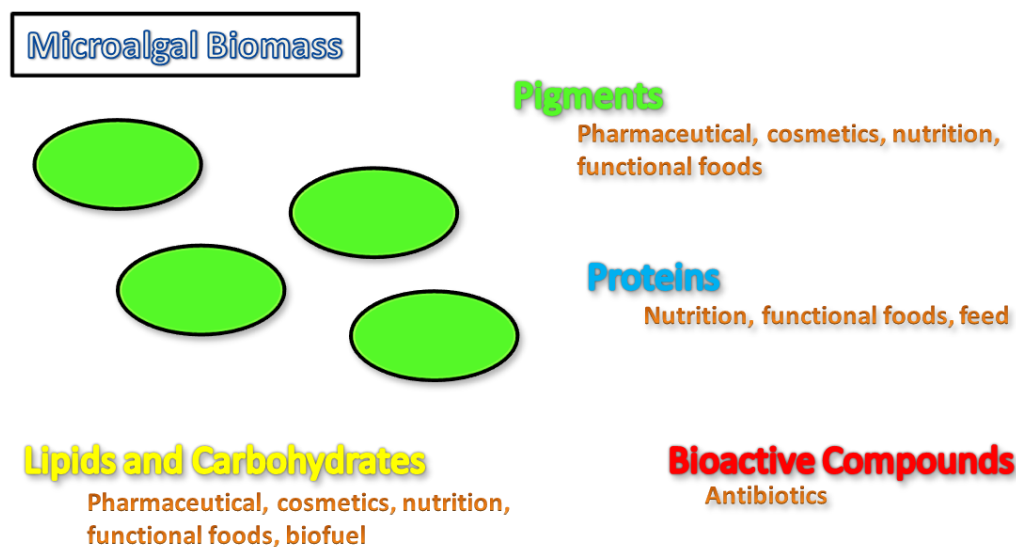 Microalgal Biomass
Pigments
Pharmaceutical, cosmetics, nutrition,
functional foods
Proteins
Nutrition, functional foods, feed
Lipids and Carbohydrates
Pharmaceutical, cosmetics, nutrition,
functional foods, biofuel
Bioactive Compounds
Antibiotics